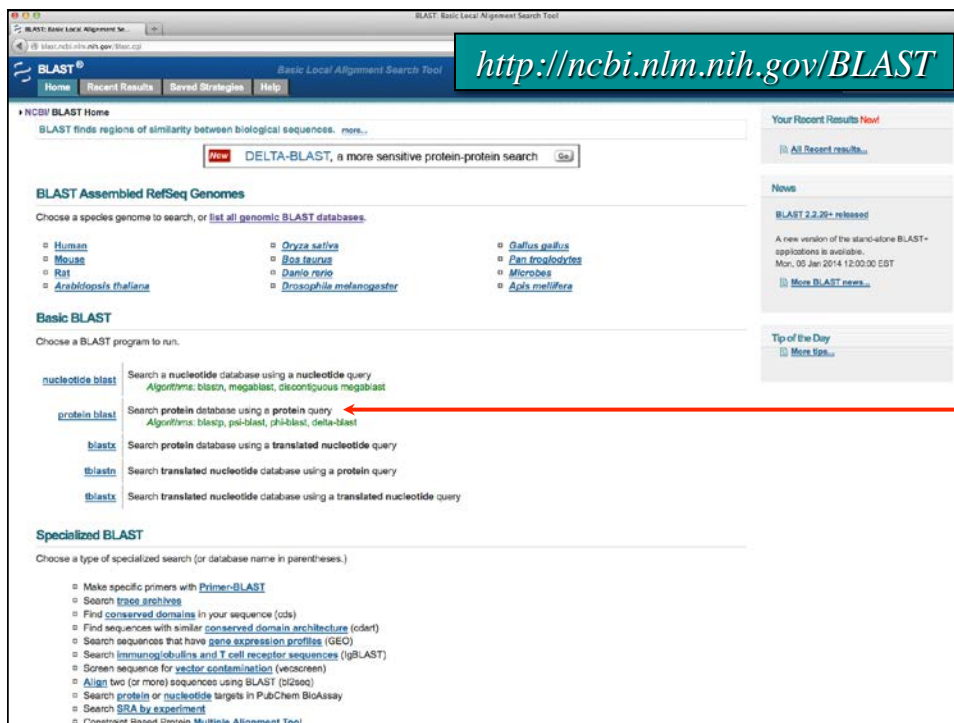 BLAST: Basic Local Alignment Search Tool
BLAST: Basic Local Alignment Se...
blast.ncbi.nlm.nih.gov/Blast.cgi
http://ncbi.nlm.nih.gov/BLAST
BLAST®
Basic Local Alignment Search Tool
Home Recent Results Saved Strategies Help
NCBI/ BLAST Home
BLAST finds regions of similarity between biological sequences. more...
New DELTA-BLAST, a more sensitive protein-protein search Go
BLAST Assembled RefSeq Genomes
Choose a species genome to search, or list all genomic BLAST databases.
Human
Mouse
Rat
Arabidopsis thaliana
Oryza sativa
Bos taurus
Danio rerio
Drosophila melanogaster
Gallus gallus
Pan troglodytes
Microbes
Apis mellifera
Basic BLAST
Choose a BLAST program to run.
nucleotide blast Search a nucleotide database using a nucleotide query
Algorithms: blastn, megablast, discontiguous megablast
protein blast Search protein database using a protein query
Algorithms: blastp, psi-blast, phi-blast, delta-blast
blastx Search protein database using a translated nucleotide query
tblastn Search translated nucleotide database using a protein query
tblastx Search translated nucleotide database using a translated nucleotide query
Specialized BLAST
Choose a type of specialized search (or database name in parentheses.)
Make specific primers with Primer-BLAST
Search trace archives
Find conserved domains in your sequence (cds)
Find sequences with similar conserved domain architecture (cdart)
Search sequences that have gene expression profiles (GEO)
Search immunoglobulins and T cell receptor sequences (IgBLAST)
Screen sequence for vector contamination (vecscreen)
Align two (or more) sequences using BLAST (bl2seq)
Search protein or nucleotide targets in PubChem BioAssay
Search SRA by experiment
Constraint Based Protein Multiple Alignment Tool
Your Recent Results New!
All Recent results...
News
BLAST 2.2.29+ released
A new version of the stand-alone BLAST+
applications is available.
Mon, 06 Jan 2014 12:00:00 EST
More BLAST news...
Tip of the Day
More tips...